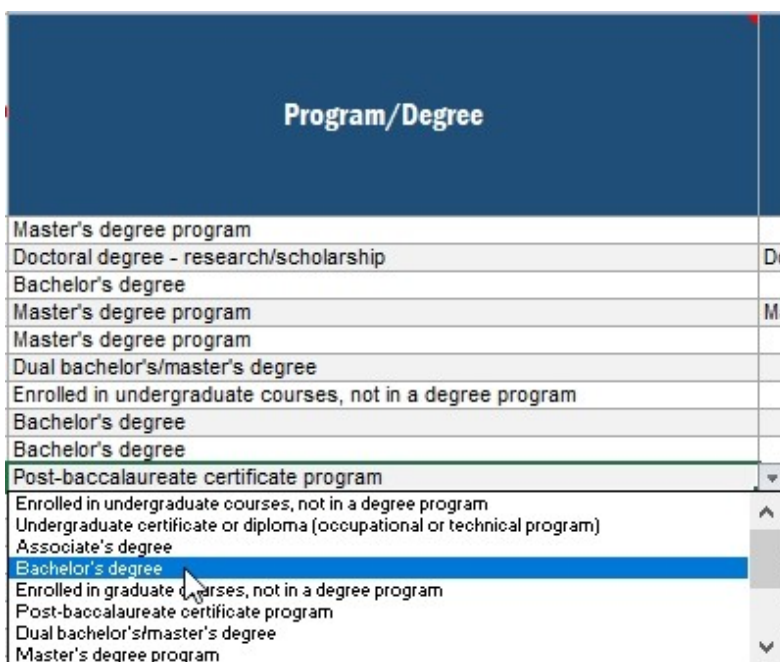 Program/Degree
Master's degree program
Doctoral degree - research/scholarship
Bachelor's degree
Master's degree program
Master's degree program
Dual bachelor's/master's degree
Enrolled in undergraduate courses, not in a degree program
Bachelor's degree
Bachelor's degree
Post-baccalaureate certificate program
Enrolled in undergraduate courses, not in a degree program
Undergraduate certificate or diploma (occupational or technical program)
Associate's degree
Bachelor's degree
Enrolled in graduate courses, not in a degree program
Post-baccalaureate certificate program
Dual bachelor's/master's degree
Master's degree program